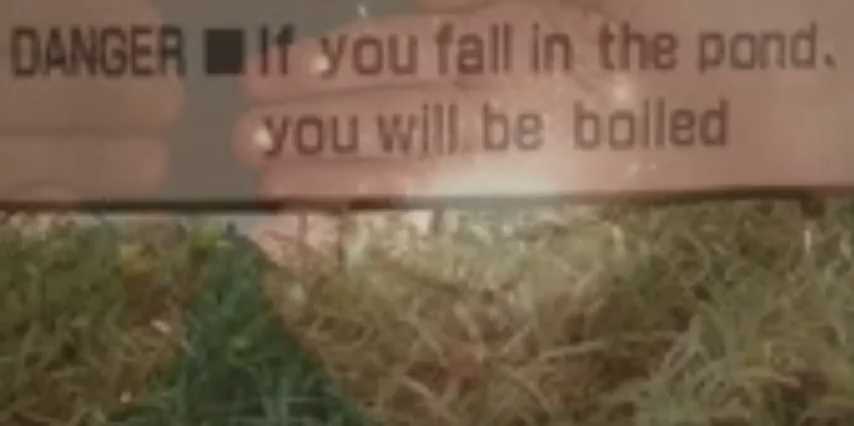 DANGER ■ If you fall in the pond、
you will be boiled